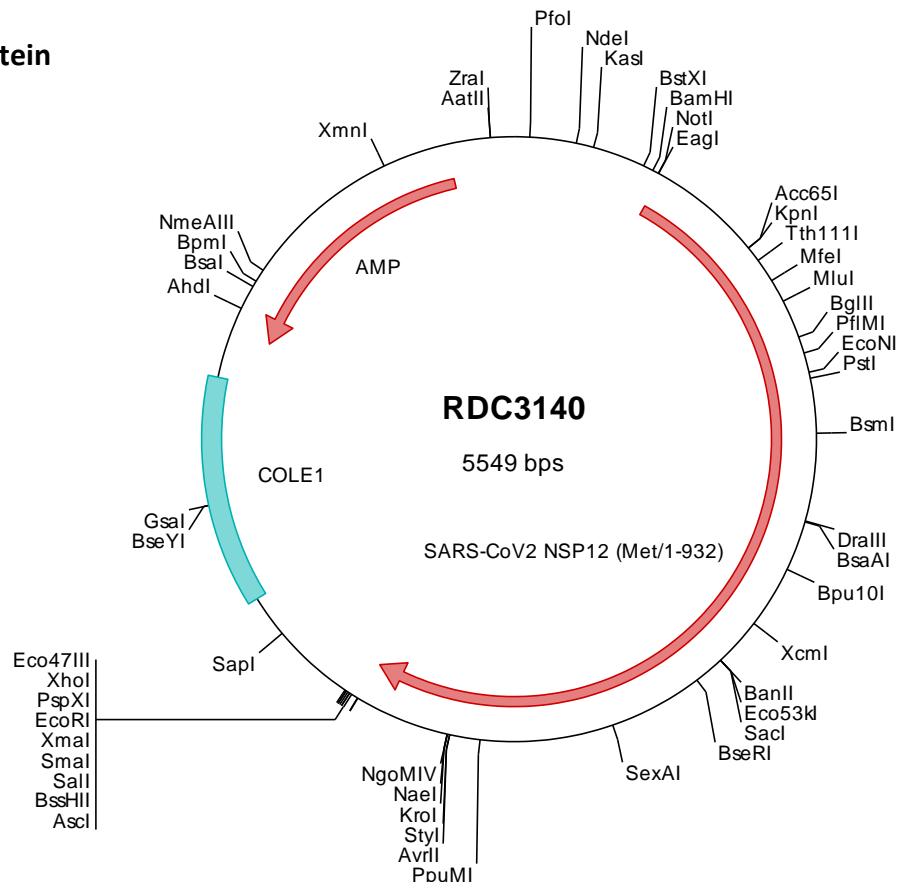 tein
PfoI
NdeI
KasI
ZraI
AatII
BstXI
BamHI
NotI
EagI
XmnI
Acc65I
KpnI
Tth111I
MfeI
MluI
NmeAIII
BpmI
BsaI
AhdI
AMP
BglII
PflMI
EcoNI
PstI
RDC3140
5549 bps
BsmI
COLE1
GsaI
BseYI
SARS-CoV2 NSP12 (Met/1-932)
DraIII
BsaAI
Bpu10I
XcmI
SapI
Eco47III
XhoI
PspXI
EcoRI
XmaI
SmaI
SalI
BssHII
AscI
BanII
Eco53kI
SacI
BseRI
SexAI
NgoMIV
NaeI
KroI
StyI
AvrII
PpuMI